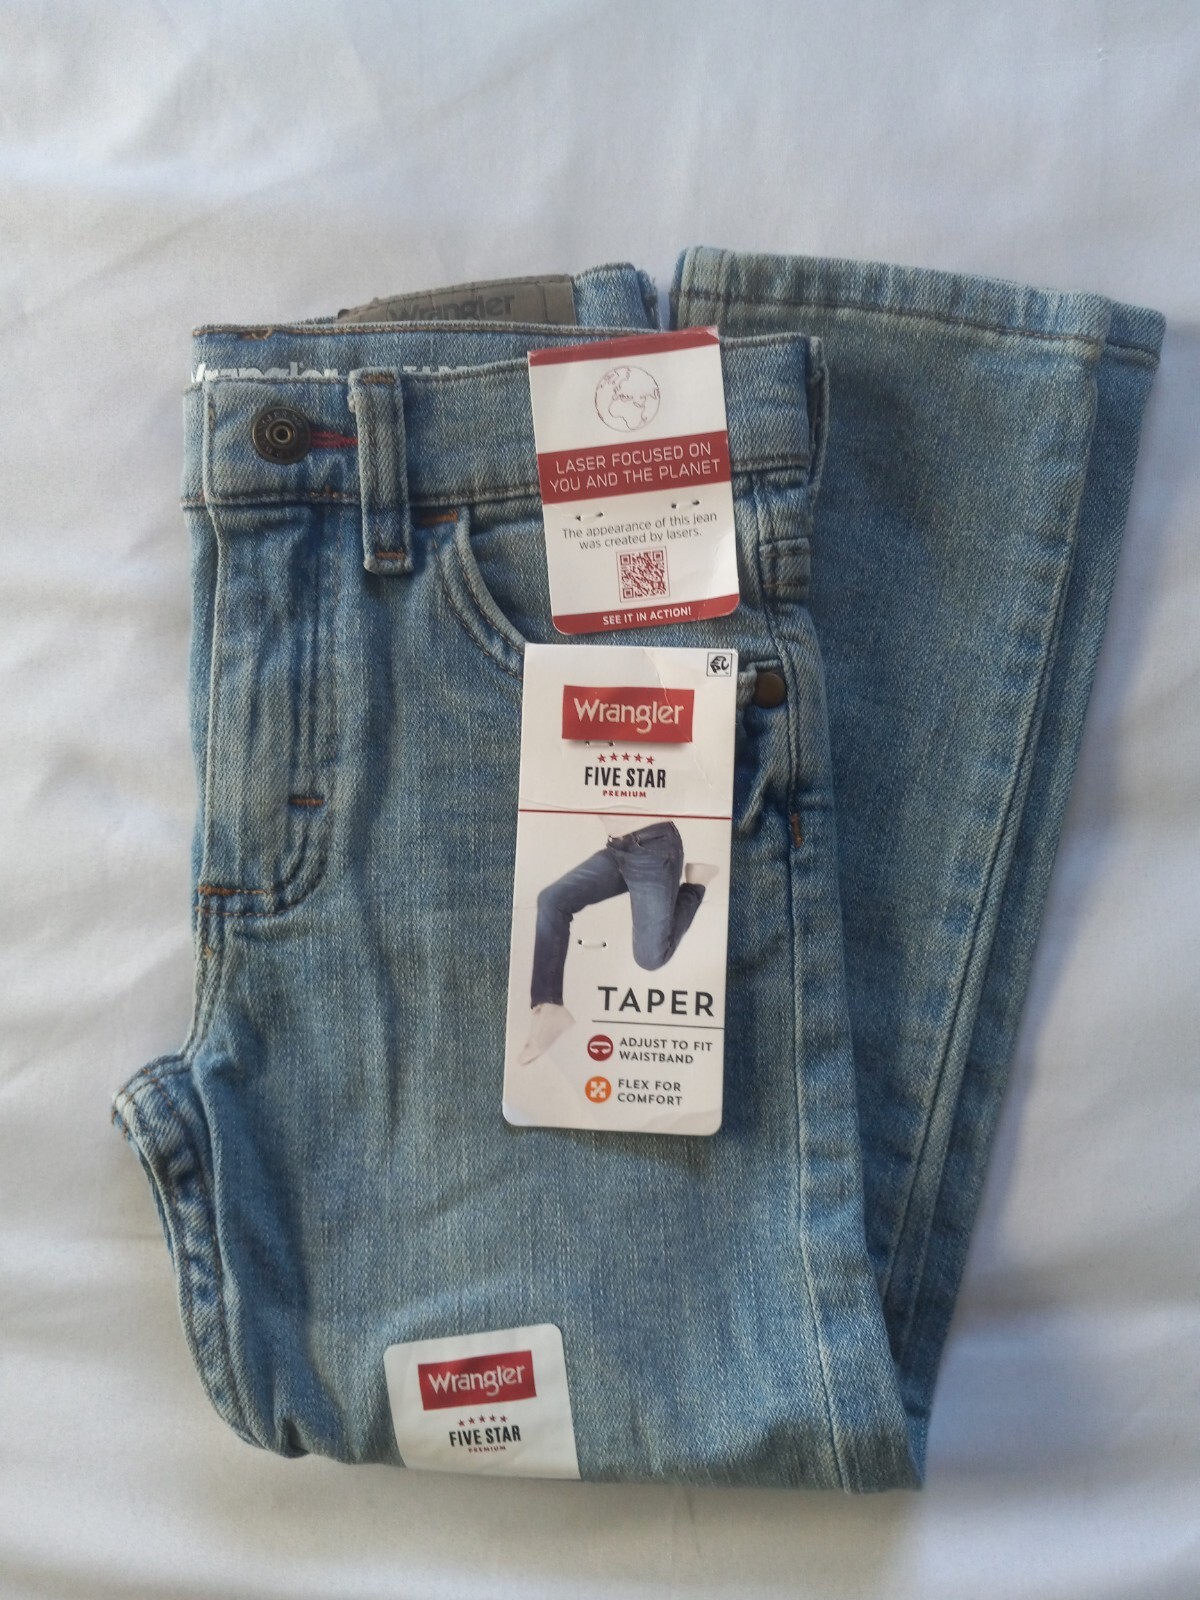 Wrangler
Wrangler
LASER FOCUSED ON
YOU AND THE PLANET
The appearance of this jean
was created by lasers.
SEE IT IN ACTION!
Wrangler
FIVE STAR
PREMIUM
TAPER
ADJUST TO FIT
WAISTBAND
FLEX FOR
COMFORT
Wrangler
FIVE STAR
PREMIUM